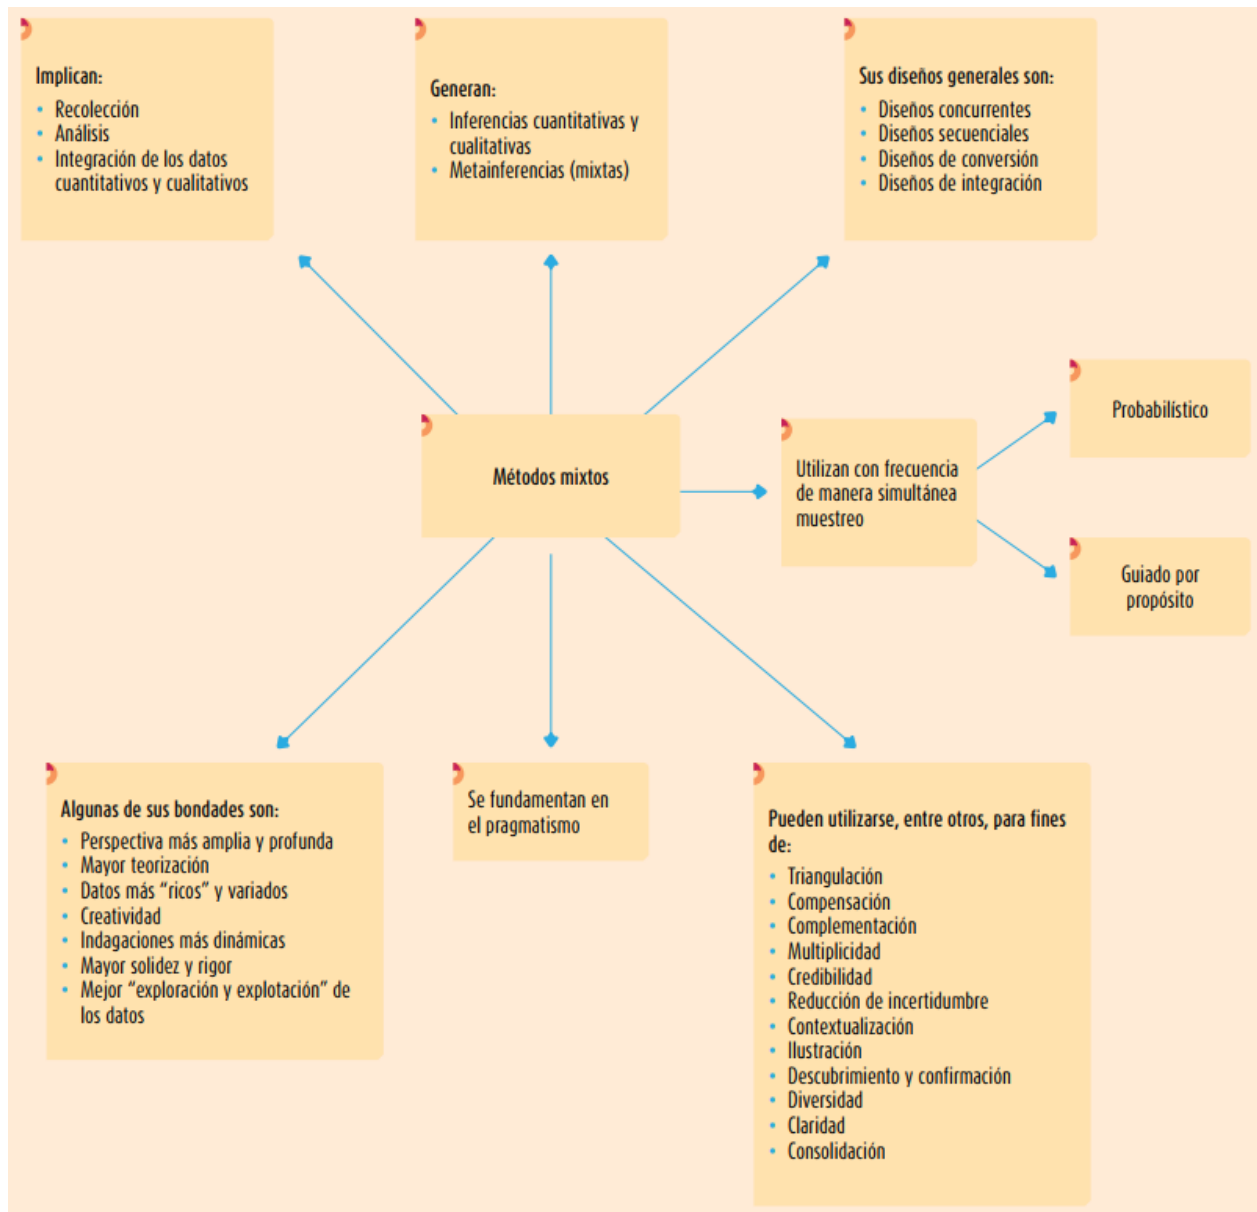 Implican:
• Recolección
• Análisis
• Integración de los datos
cuantitativos y cualitativos
Generan:
• Inferencias cuantitativas y
cualitativas
• Metainferencias (mixtas)
Sus diseños generales son:
• Diseños concurrentes
• Diseños secuenciales
• Diseños de conversión
• Diseños de integración
Métodos mixtos
Utilizan con frecuencia
de manera simultánea
muestreo
Probabilístico
Guiado por
propósito
Algunas de sus bondades son:
• Perspectiva más amplia y profunda
• Mayor teorización
• Datos más “ricos” y variados
• Creatividad
• Indagaciones más dinámicas
• Mayor solidez y rigor
• Mejor “exploración y explotación” de
los datos
Se fundamentan en
el pragmatismo
Pueden utilizarse, entre otros, para fines
de:
• Triangulación
• Compensación
• Complementación
• Multiplicidad
• Credibilidad
• Reducción de incertidumbre
• Contextualización
• Ilustración
• Descubrimiento y confirmación
• Diversidad
• Claridad
• Consolidación